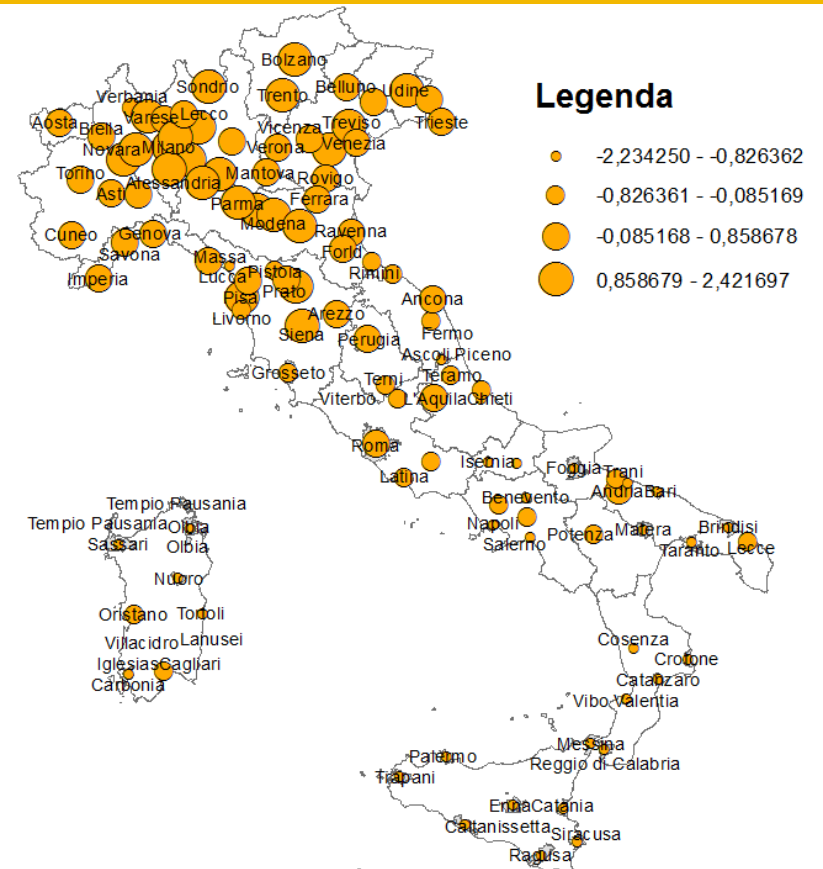 Bolzano
Sondrio
Trento
Belluno
Udine
Verbania
Varese
Lecco
Aosta
Biella
Vicenza
Treviso
Trieste
Novara
Milano
Verona
Venezia
Torino
Mantova
Rovigo
Asti
Alessandria
Parma
Ferrara
Modena
Ravenna
Cuneo
Genova
Savona
Forlď
Massa
Pistoia
Rimini
Imperia
Lucca
Prato
Pisa
Ancona
Livorno
Arezzo
Siena
Perugia
Fermo
Ascoli Piceno
Grosseto
Terni
Teramo
Viterbo
L'Aquila
Chieti
Roma
Isernia
Foggia
Trani
Latina
Andria
Bari
Benevento
Napoli
Salerno
Potenza
Matera
Brindisi
Taranto
Lecce
Tempio Pausania
Tempio Pausania
Olbia
Sassari
Olbia
Nuoro
Oristano
Tortoli
Villacidro
Lanusei
Iglesias
Cagliari
Carbonia
Cosenza
Crotone
Catanzaro
Vibo Valentia
Messina
Palermo
Reggio di Calabria
Trapani
Enna
Catania
Caltanissetta
Siracusa
Ragusa
Legenda
-2,234250 - -0,826362
-0,826361 - -0,085169
-0,085168 - 0,858678
0,858679 - 2,421697